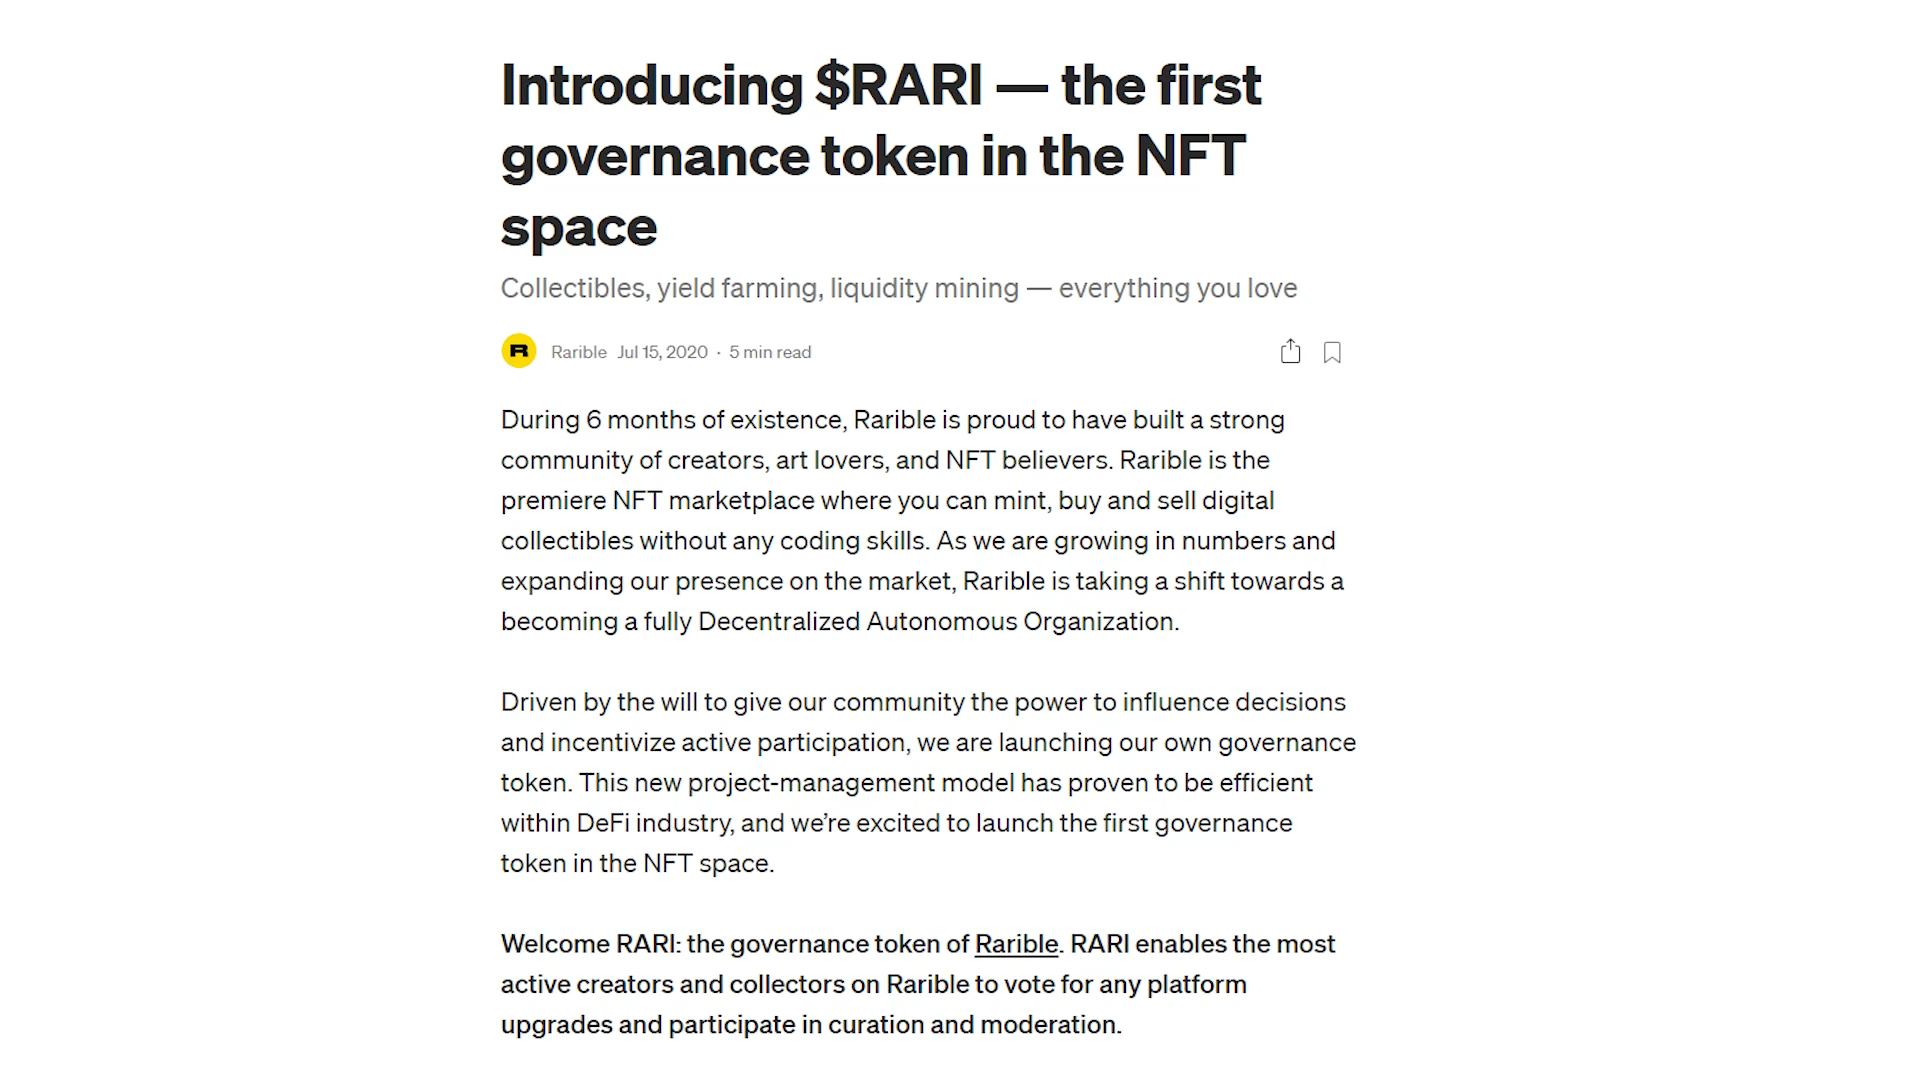 Introducing $RARI — the first
governance token in the NFT
space
Collectibles, yield farming, liquidity mining — everything you love
R
Rarible Jul 15, 2020 · 5 min read
During 6 months of existence, Rarible is proud to have built a strong
community of creators, art lovers, and NFT believers. Rarible is the
premiere NFT marketplace where you can mint, buy and sell digital
collectibles without any coding skills. As we are growing in numbers and
expanding our presence on the market, Rarible is taking a shift towards a
becoming a fully Decentralized Autonomous Organization.
Driven by the will to give our community the power to influence decisions
and incentivize active participation, we are launching our own governance
token. This new project-management model has proven to be efficient
within DeFi industry, and we’re excited to launch the first governance
token in the NFT space.
Welcome RARI: the governance token of Rarible. RARI enables the most
active creators and collectors on Rarible to vote for any platform
upgrades and participate in curation and moderation.